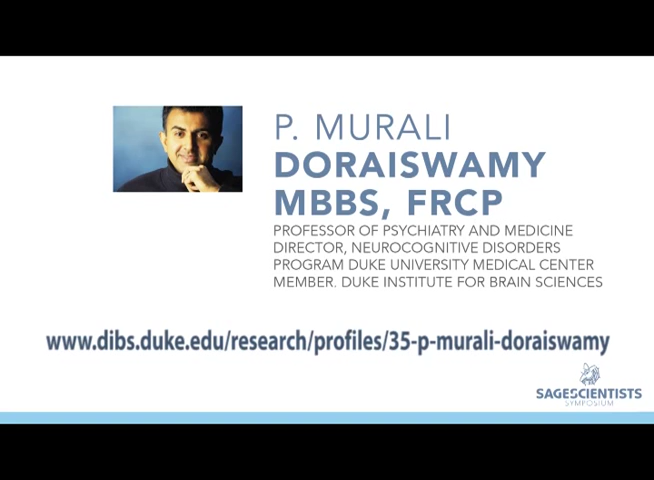 P. MURALI
DORAISWAMY
MBBS, FRCP
PROFESSOR OF PSYCHIATRY AND MEDICINE
DIRECTOR, NEUROCOGNITIVE DISORDERS
PROGRAM DUKE UNIVERSITY MEDICAL CENTER
MEMBER. DUKE INSTITUTE FOR BRAIN SCIENCES
www.dibs.duke.edu/research/profiles/35-p-murali-doraiswamy
SAGESCIENTISTS
SYMPOSIUM